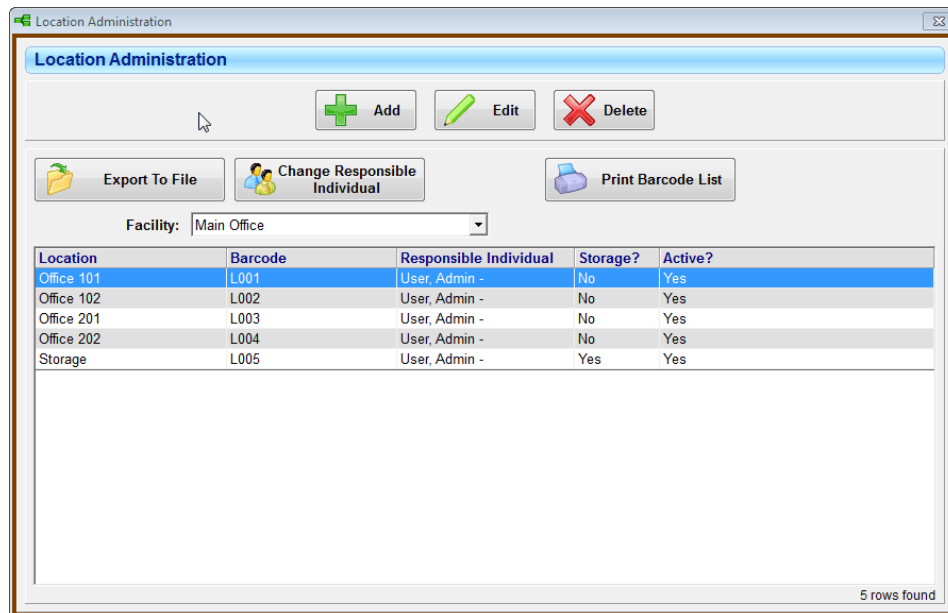 Location Administration
Location Administration
Add Edit Delete
Export To File Change Responsible Individual Print Barcode List
Facility: Main Office
Location Barcode Responsible Individual Storage? Active?
Office 101 L001 User, Admin - No Yes
Office 102 L002 User, Admin - No Yes
Office 201 L003 User, Admin - No Yes
Office 202 L004 User, Admin - No Yes
Storage L005 User, Admin - Yes Yes
5 rows found